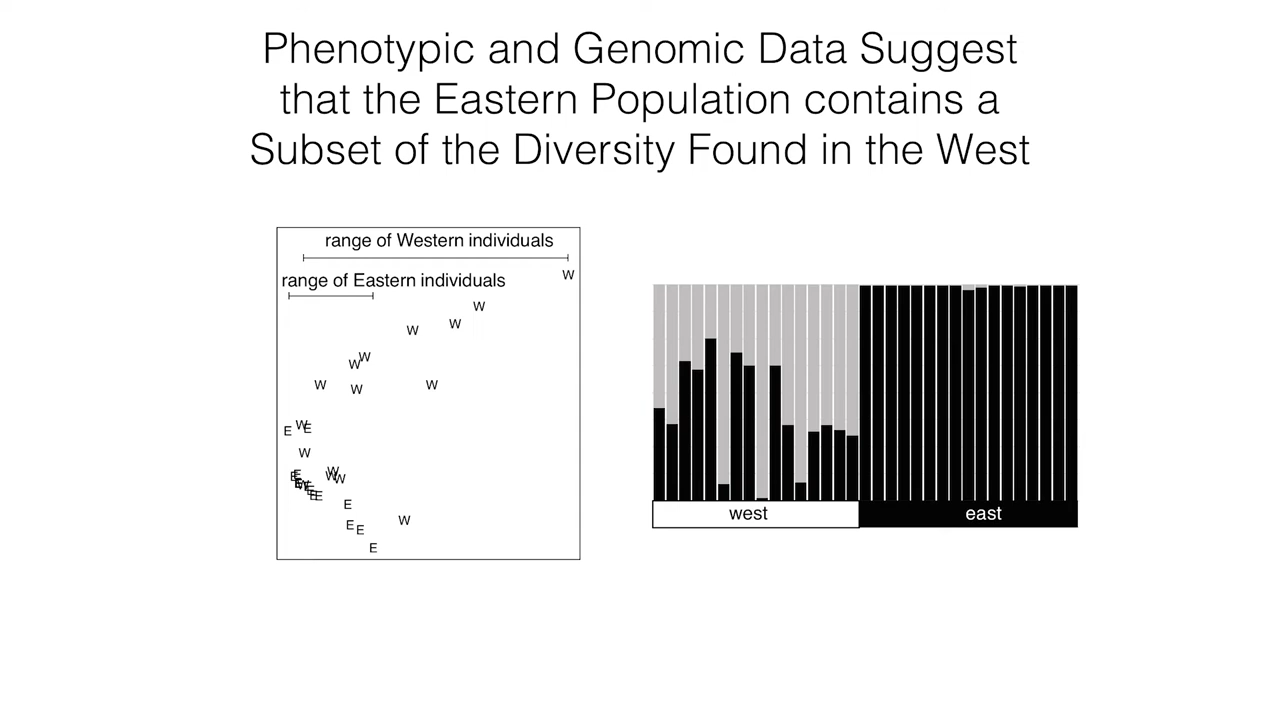 Phenotypic and Genomic Data Suggest
that the Eastern Population contains a
Subset of the Diversity Found in the West
range of Western individuals
W
range of Eastern individuals
W
W
W
W
W
W
W
W
E
W
E
W
W
W
W
E
E
E
W
E
E
E
E
E
W
E
E
E
west
east